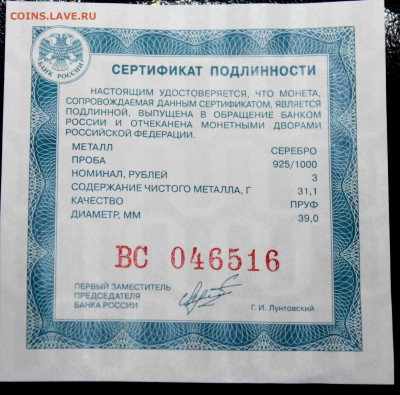 COINS.LAVE.RU
БАНК РОССИИ
СЕРТИФИКАТ ПОДЛИННОСТИ
НАСТОЯЩИМ УДОСТОВЕРЯЕТСЯ, ЧТО МОНЕТА,
СОПРОВОЖДАЕМАЯ ДАННЫМ СЕРТИФИКАТОМ, ЯВЛЯЕТСЯ
ПОДЛИННОЙ, ВЫПУЩЕНА В ОБРАЩЕНИЕ БАНКОМ
РОССИИ И ОТЧЕКАНЕНА МОНЕТНЫМИ ДВОРАМИ
РОССИЙСКОЙ ФЕДЕРАЦИИ.
МЕТАЛЛ СЕРЕБРО
ПРОБА 925/1000
НОМИНАЛ, РУБЛЕЙ 3
СОДЕРЖАНИЕ ЧИСТОГО МЕТАЛЛА, Г 31,1
КАЧЕСТВО ПРУФ
ДИАМЕТР, ММ 39,0
ВС 046516
ПЕРВЫЙ ЗАМЕСТИТЕЛЬ
ПРЕДСЕДАТЕЛЯ
БАНКА РОССИИ
Г. И. Лунтовский